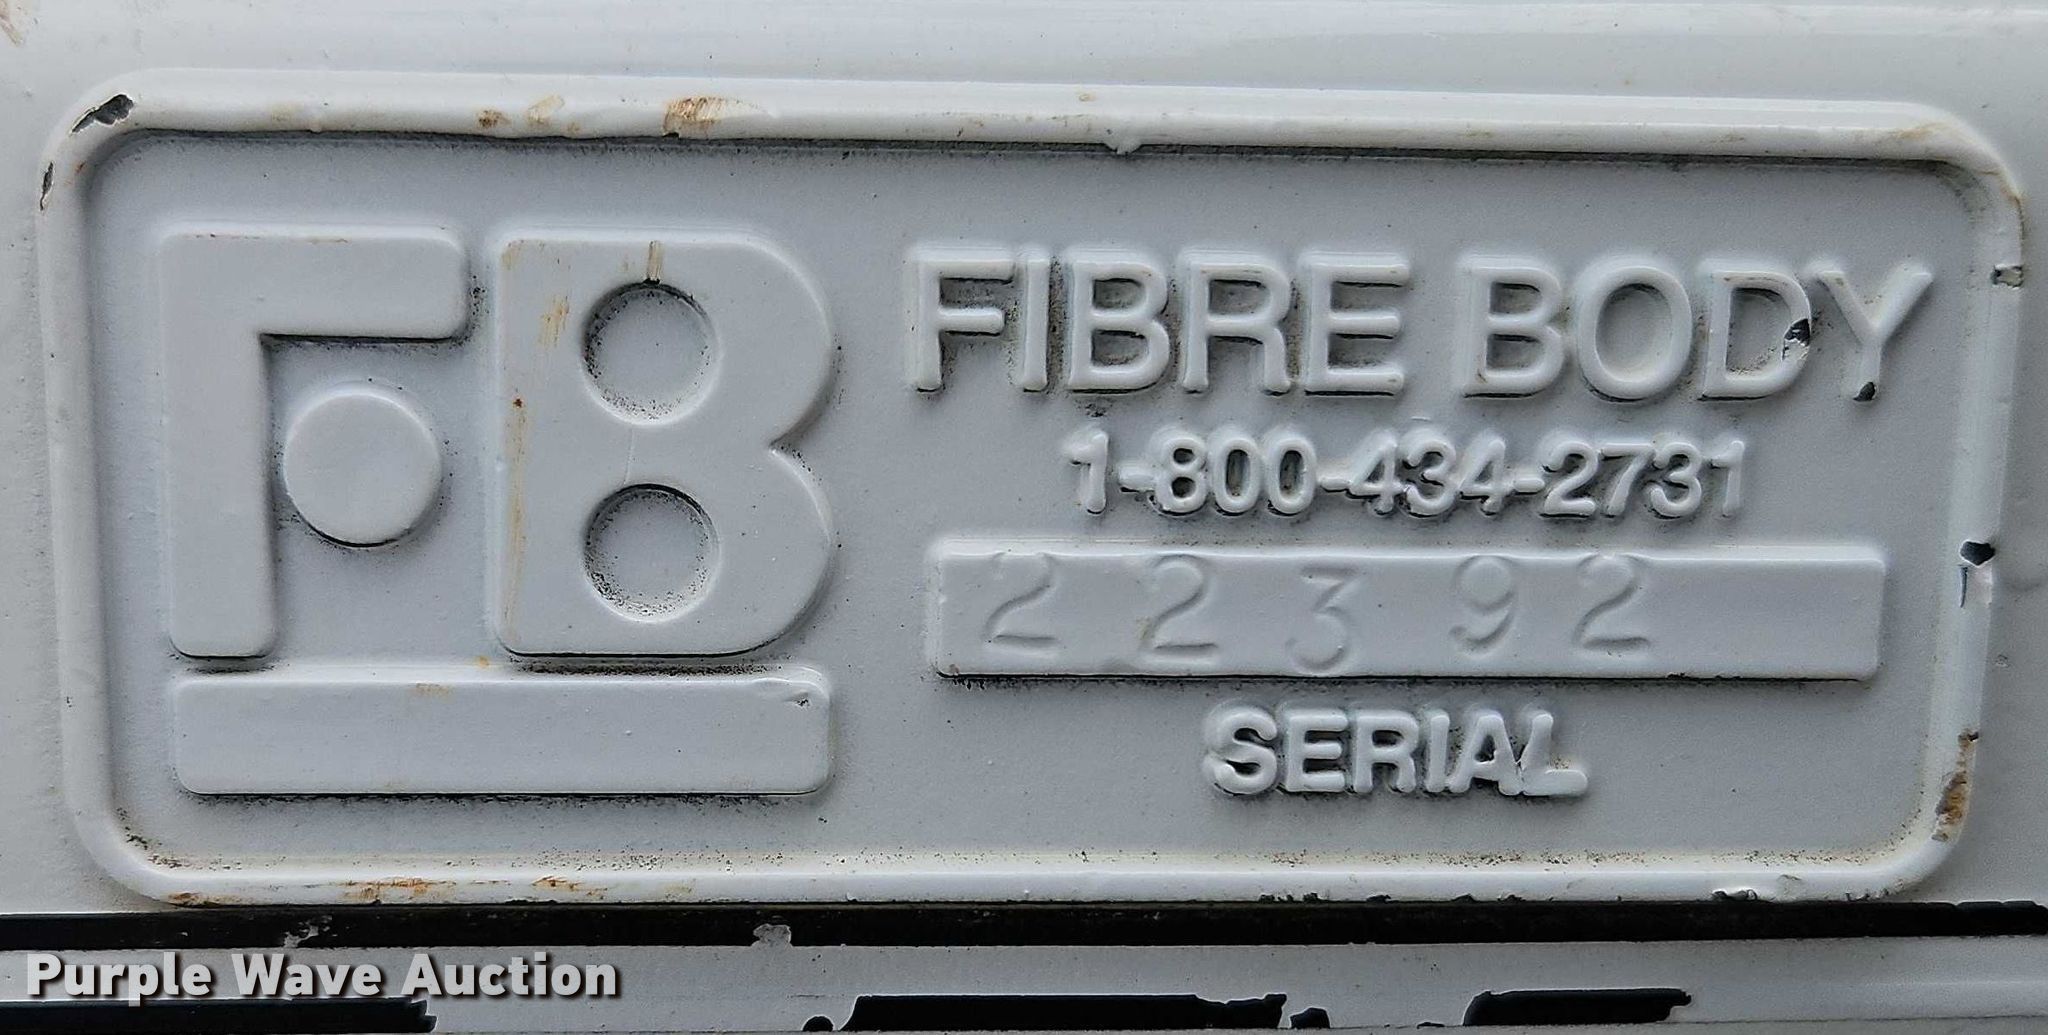 FB
FIBRE BODY
1-800-434-2731
22392
SERIAL
Purple Wave Auction